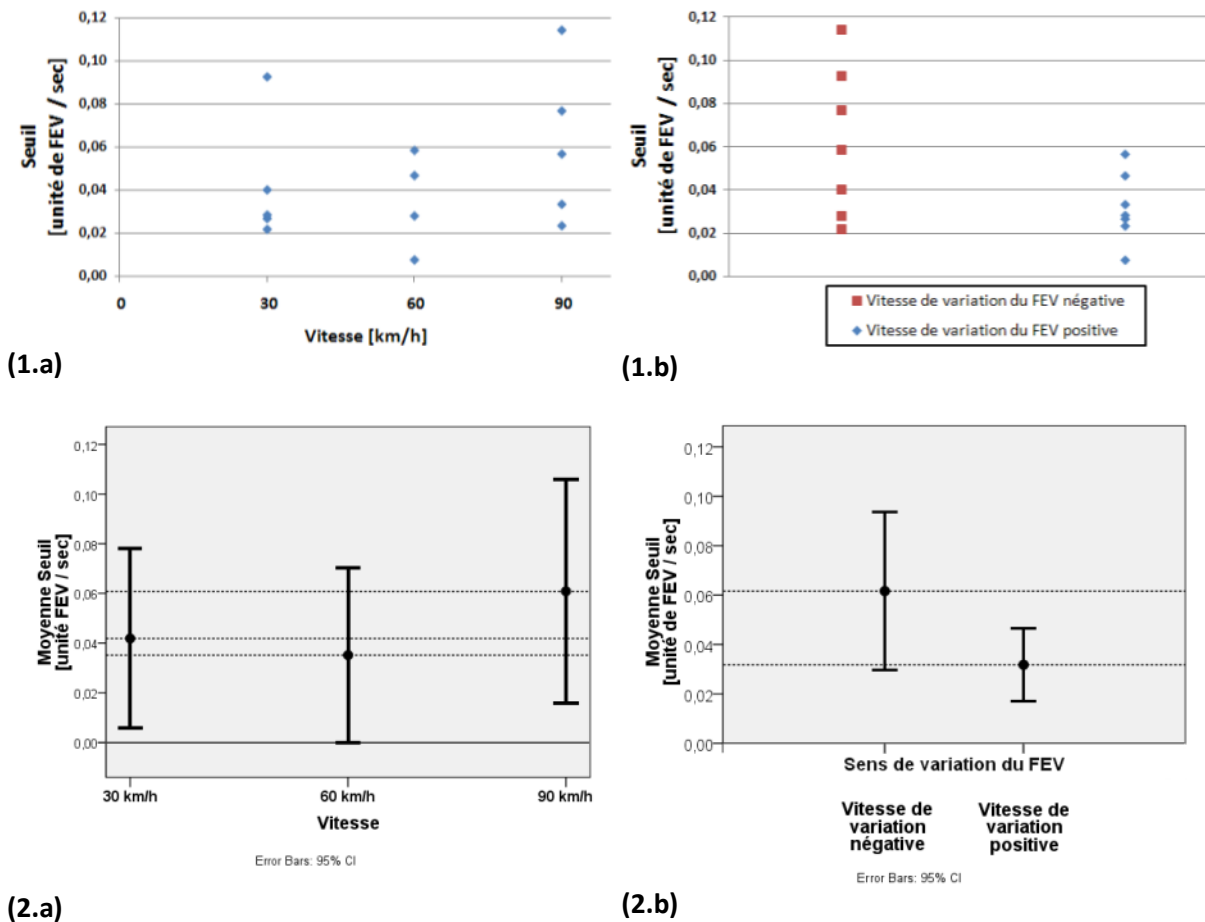 Seuil
[unité de FEV / sec]
0,12
0,10
0,08
0,06
0,04
0,02
0,00
0
30
60
90
Vitesse [km/h]
(1.a)
Seuil
[unité de FEV / sec]
0,12
0,10
0,08
0,06
0,04
0,02
0,00
Vitesse de variation du FEV négative
Vitesse de variation du FEV positive
(1.b)
Moyenne Seuil
[unité FEV / sec]
0,12
0,10
0,08
0,06
0,04
0,02
0,00
30 km/h
60 km/h
90 km/h
Vitesse
Error Bars: 95% CI
(2.a)
Moyenne Seuil
[unité de FEV / sec]
0,12
0,10
0,08
0,06
0,04
0,02
0,00
Sens de variation du FEV
Vitesse de
variation
négative
Vitesse de
variation
positive
Error Bars: 95% CI
(2.b)